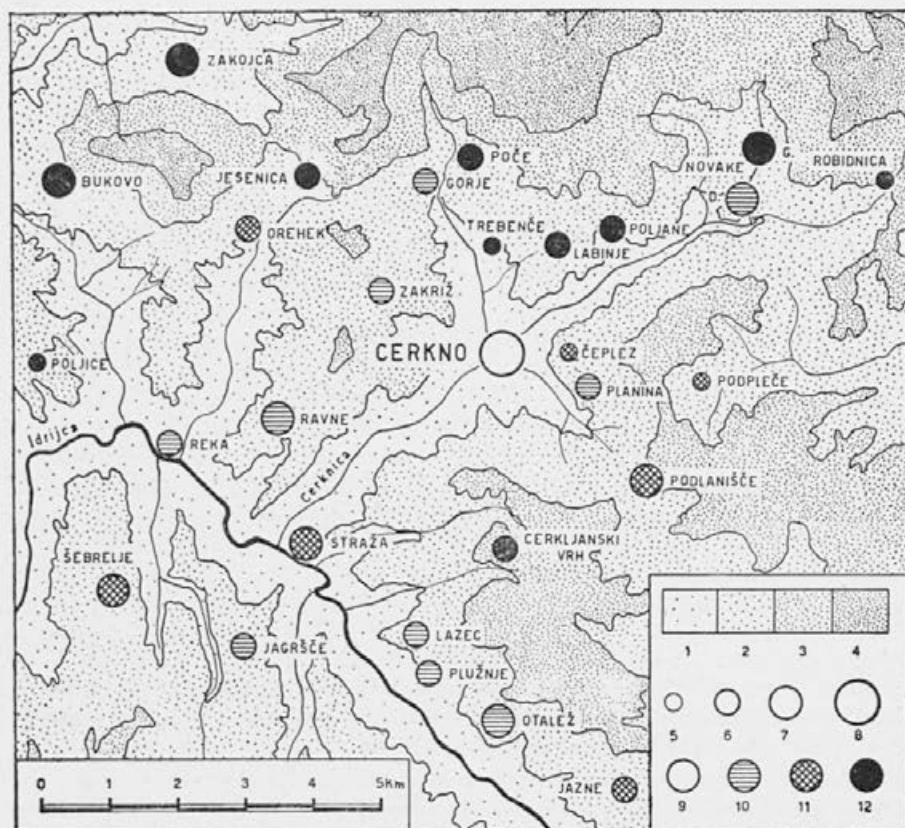 ZAKOJCA
POČE
G.
NOVAKE
ROBIDNICA
BUKOVO
JESENICA
GORJE
D.
OREHEK
TREBENČE
POLJANE
LABINJE
ZAKRIŽ
CERKNO
ČEPLEZ
POLJICE
PLANINA
PODPLEČE
RAVNE
Idrijca
REKA
Cerknica
PODLANIŠČE
STRAŽA
CERKLJANSKI
VRH
ŠEBRELJE
LAZEC
JAGRŠČE
PLUŽNJE
OTALEŽ
JAZNE
1 2 3 4
5 6 7 8
9 10 11 12
0 1 2 3 4 5km